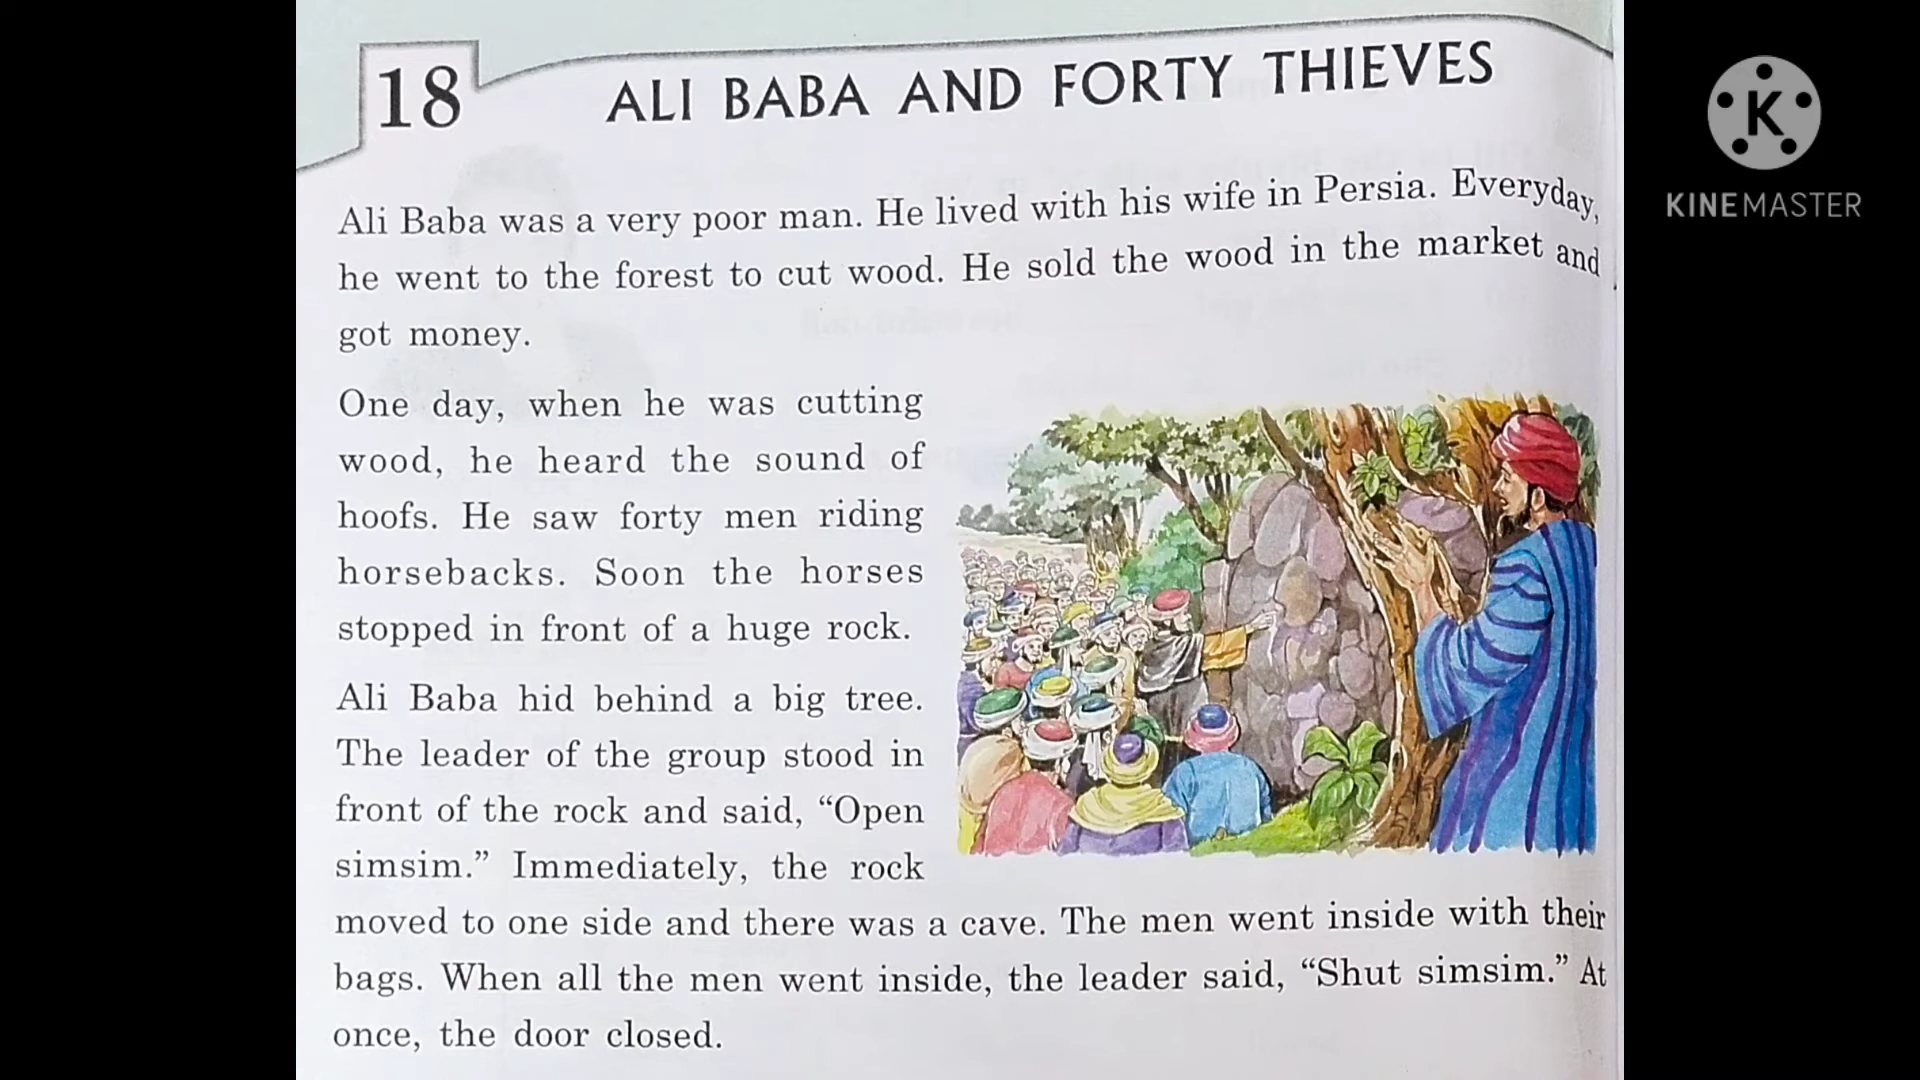 18
ALI BABA AND FORTY THIEVES
Ali Baba was a very poor man. He lived with his wife in Persia. Everyday,
he went to the forest to cut wood. He sold the wood in the market and
got money.
One day, when he was cutting
wood, he heard the sound of
hoofs. He saw forty men riding
horsebacks. Soon the horses
stopped in front of a huge rock.
Ali Baba hid behind a big tree.
The leader of the group stood in
front of the rock and said, “Open
simsim.” Immediately, the rock
moved to one side and there was a cave. The men went inside with their
bags. When all the men went inside, the leader said, “Shut simsim.” At
once, the door closed.
K
KINEMASTER